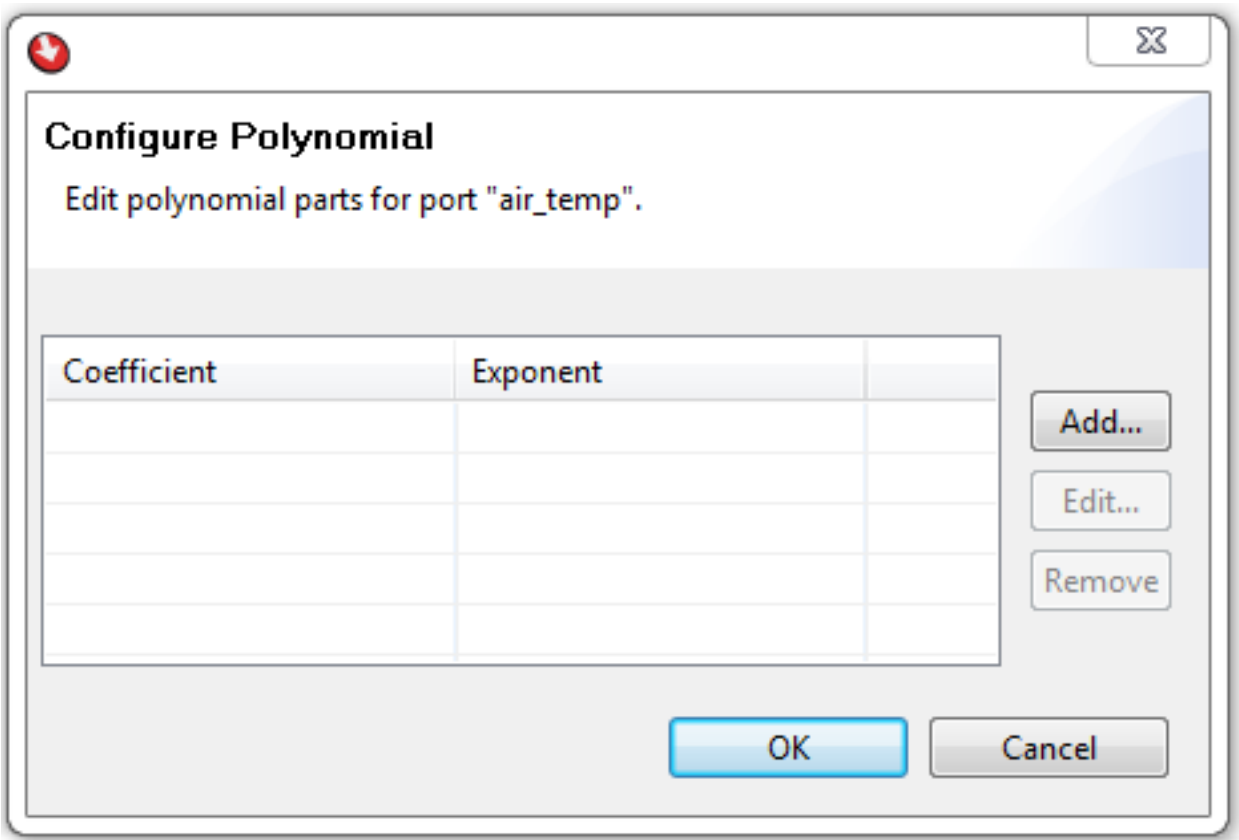 Configure Polynomial
Edit polynomial parts for port "air_temp".
Coefficient Exponent
Add...
Edit...
Remove
OK Cancel